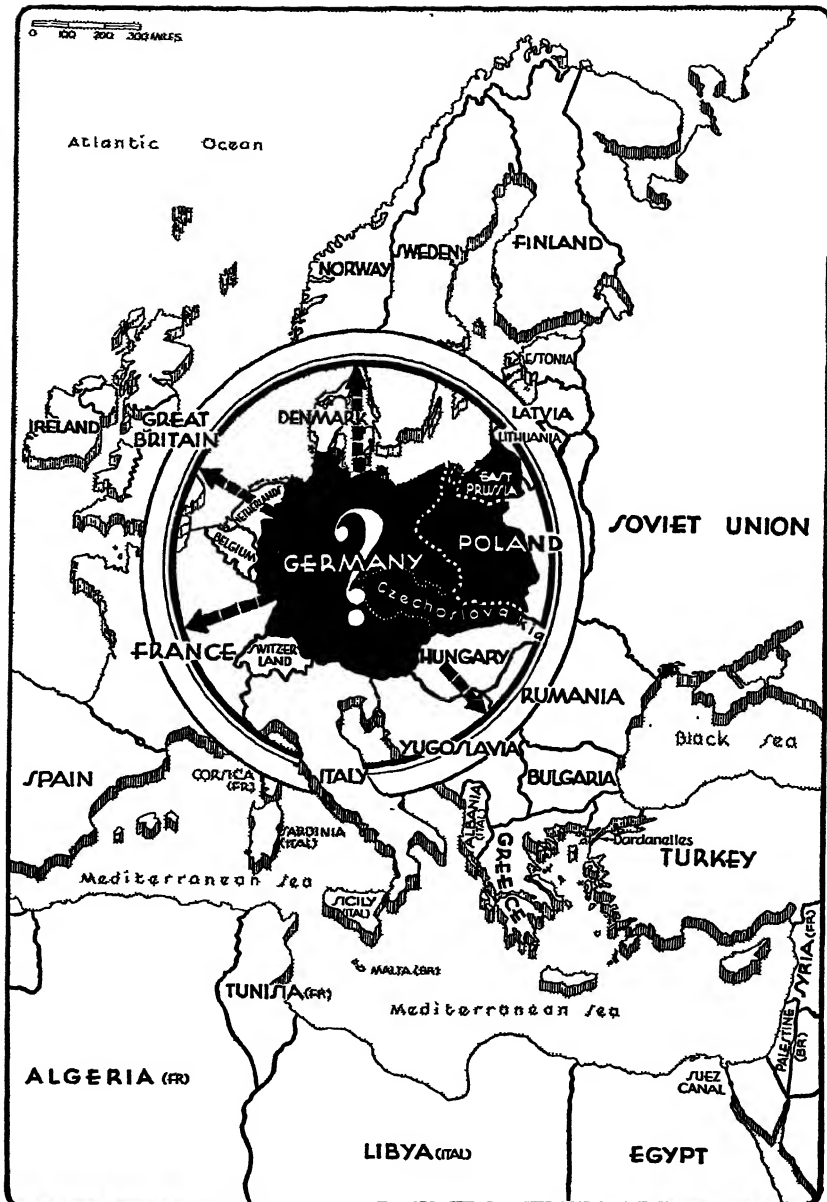 0 100 200 300 MILES
Atlantic Ocean
NORWAY
SWEDEN
FINLAND
ESTONIA
LATVIA
LITHUANIA
IRELAND
GREAT
BRITAIN
DENMARK
EAST
PRUSSIA
NETHERLANDS
BELGIUM
?
GERMANY
POLAND
SOVIET UNION
Czechoslovakia
FRANCE
SWITZER
LAND
HUNGARY
RUMANIA
YUGOSLAVIA
Black Sea
BULGARIA
SPAIN
CORSICA
(FR)
ITALY
ALBANIA
(ITAL)
SARDINIA
(ITAL)
GREECE
Dardanelles
TURKEY
Mediterranean Sea
SICILY
(ITAL)
MALTA (BR)
TUNISIA (FR)
SYRIA (FR)
Mediterranean Sea
PALESTINE
(BR)
ALGERIA (FR)
SUEZ
CANAL
LIBYA (ITAL)
EGYPT